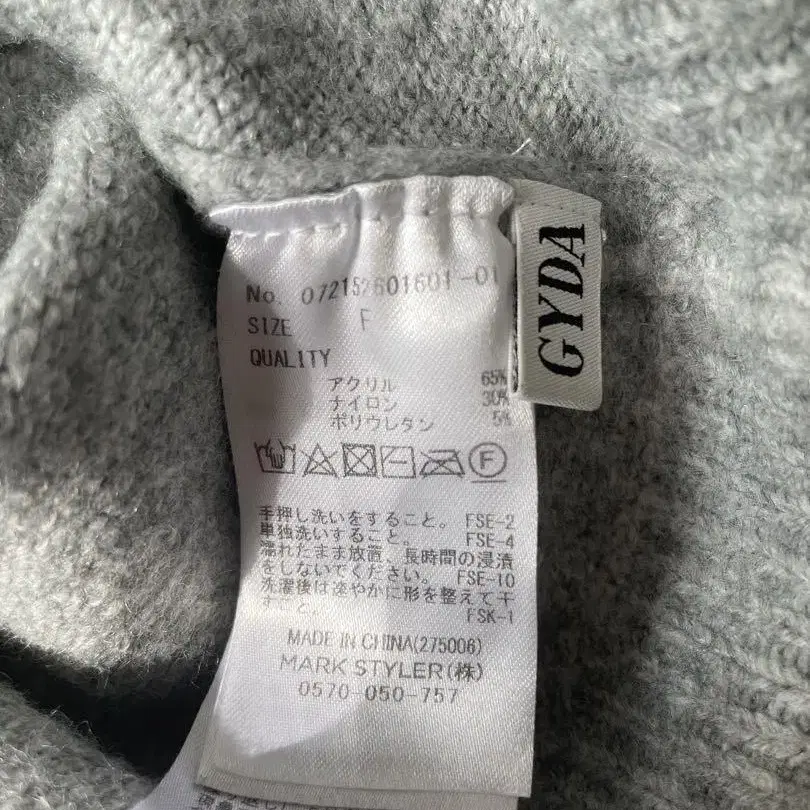 No. 072152601601-01
SIZE F
QUALITY
アクリル 65%
ナイロン 30%
ポリウレタン 5%
F
手押し洗いをすること。 FSE-2
単独洗いすること。 FSE-4
濡れたまま放置、長時間の浸漬
をしないでください。 FSE-10
洗濯後は速やかに形を整えて干
すこと。 FSK-1
MADE IN CHINA(275006)
MARK STYLER(株)
0570-050-757
GYDA